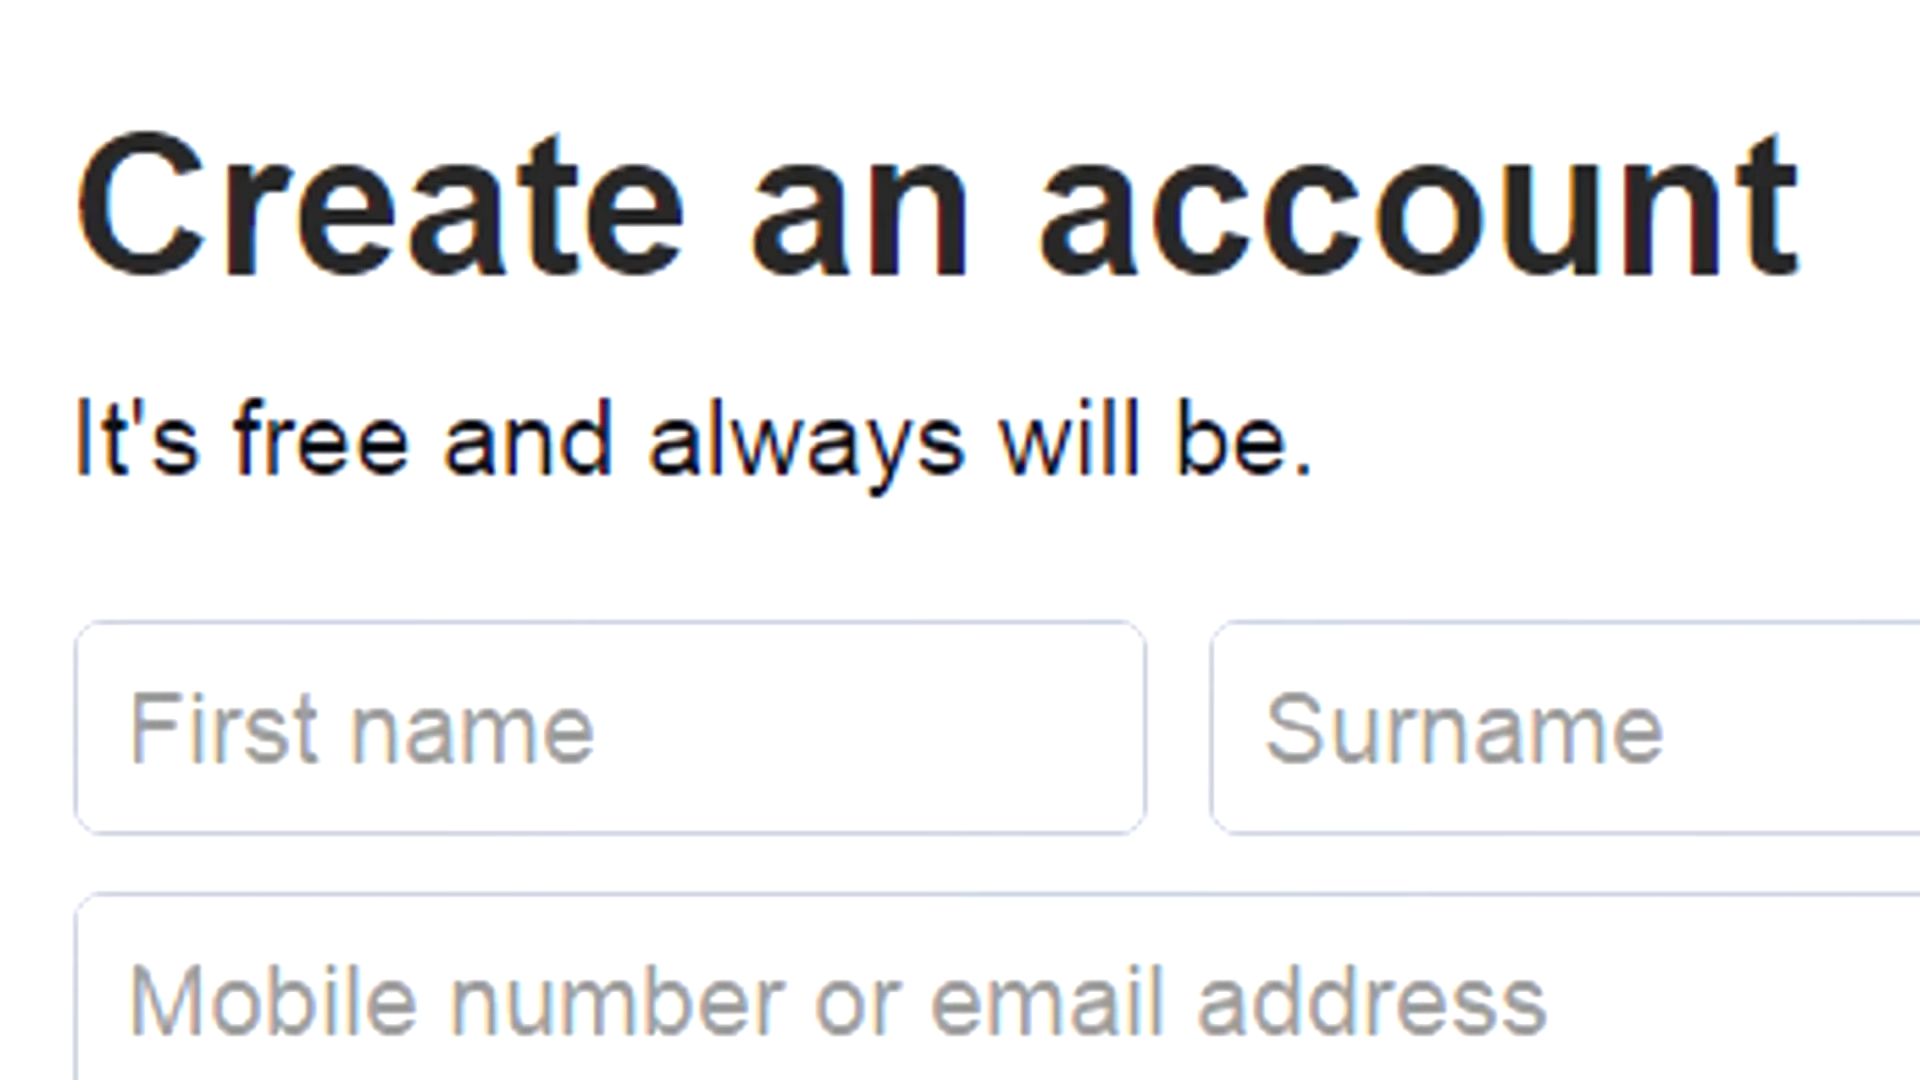 Create an account
It's free and always will be.
First name Surname
Mobile number or email address